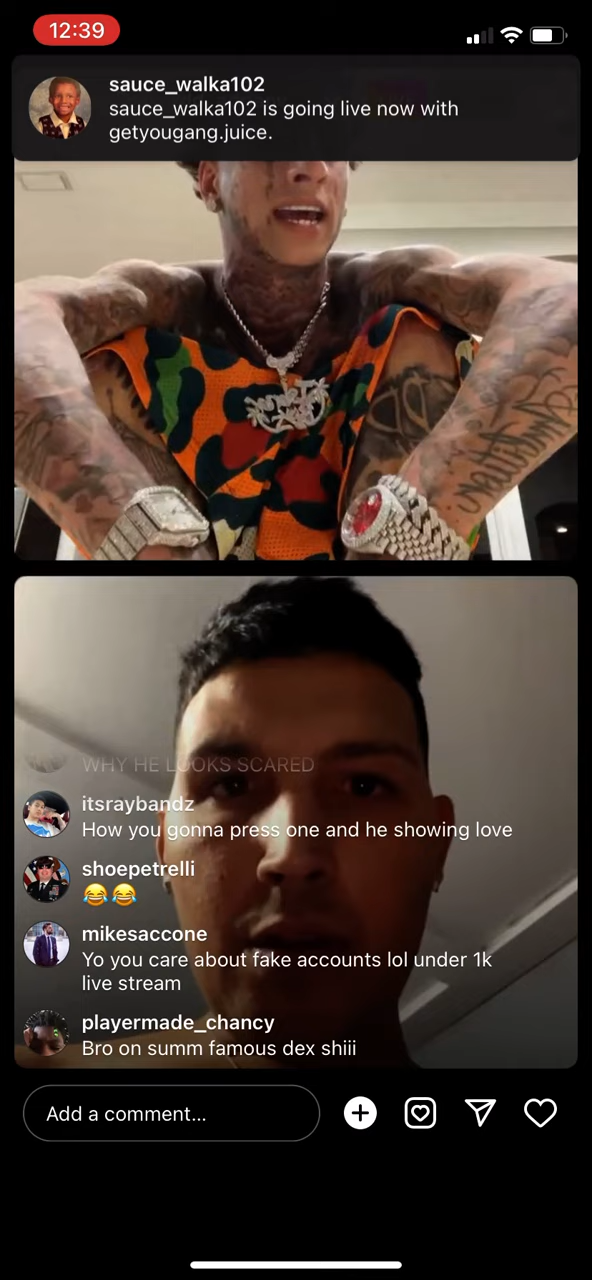 12:39
sauce_walka102
sauce_walka102 is going live now with
getyougang.juice.
WHY HE LOOKS SCARED
itsraybandz
How you gonna press one and he showing love
shoepetrelli
😂😂
mikesaccone
Yo you care about fake accounts lol under 1k
live stream
playermade_chancy
Bro on summ famous dex shiii
Add a comment...